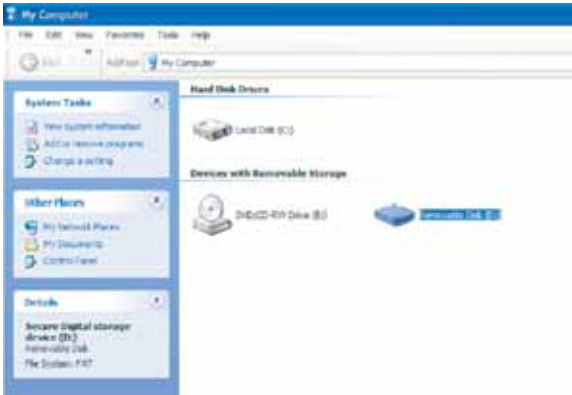 My Computer
File Edit View Favorites Tools Help
Back Address My Computer
System Tasks
View system information
Add or remove programs
Change a setting
Other Places
My Network Places
My Documents
Control Panel
Details
Secure Digital storage
device (D:)
Removable Disk
File System: FAT
Hard Disk Drives
Local Disk (C:)
Devices with Removable Storage
DVD/CD-RW Drive
Removable Disk